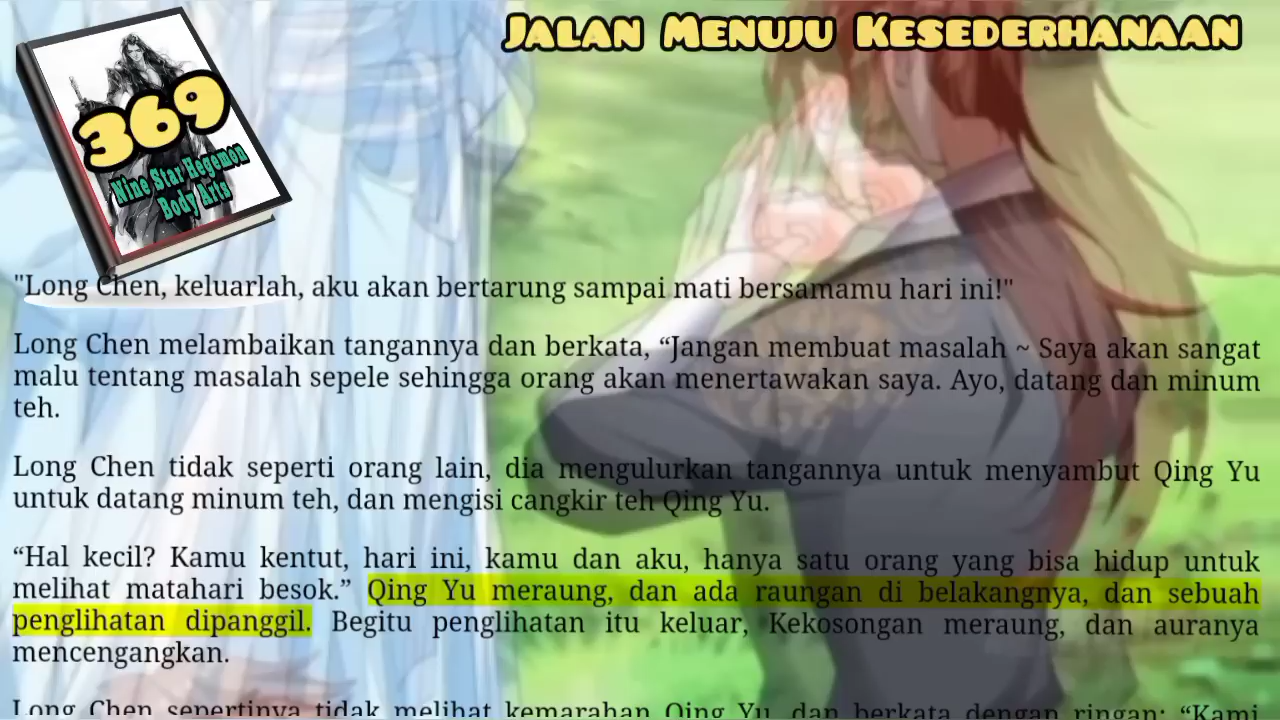 Jalan Menuju Kesederhanaan
369
Nine Star Hegemon
Body Arts
"Long Chen, keluarlah, aku akan bertarung sampai mati bersamamu hari ini!"
Long Chen melambaikan tangannya dan berkata, “Jangan membuat masalah ~ Saya akan sangat
malu tentang masalah sepele sehingga orang akan menertawakan saya. Ayo, datang dan minum
teh.
Long Chen tidak seperti orang lain, dia mengulurkan tangannya untuk menyambut Qing Yu
untuk datang minum teh, dan mengisi cangkir teh Qing Yu.
“Hal kecil? Kamu kentut, hari ini, kamu dan aku, hanya satu orang yang bisa hidup untuk
melihat matahari besok.” Qing Yu meraung, dan ada raungan di belakangnya, dan sebuah
penglihatan dipanggil. Begitu penglihatan itu keluar, Kekosongan meraung, dan auranya
mencengangkan.
Long Chen sepertinya tidak melihat kemarahan Qing Yu, dan berkata dengan ringan: “Kami